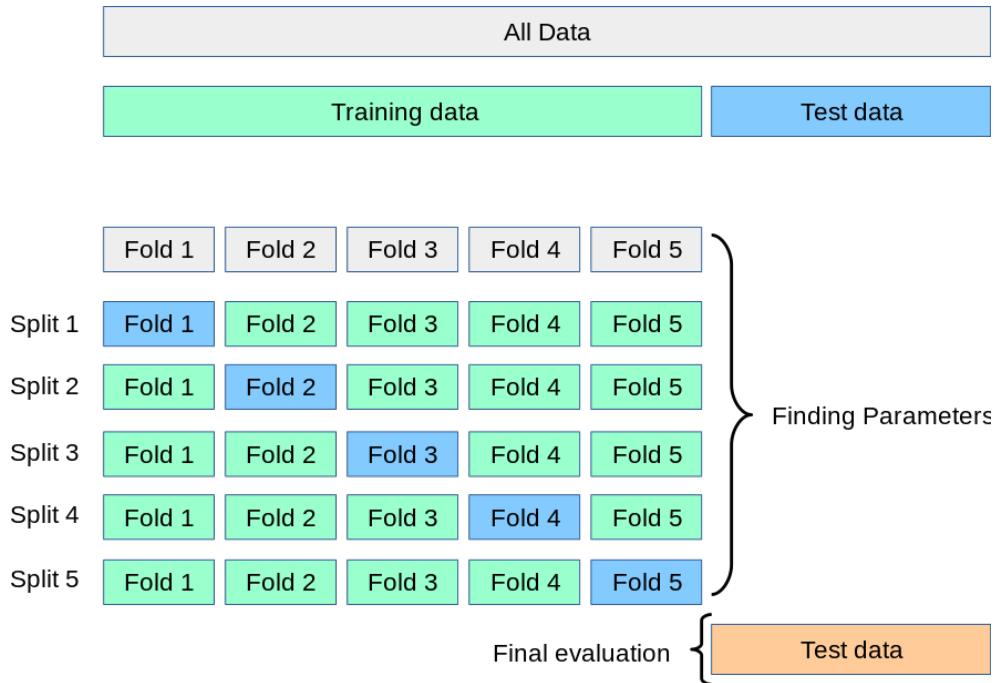 All Data
Training data Test data
Fold 1 Fold 2 Fold 3 Fold 4 Fold 5
Split 1 Fold 1 Fold 2 Fold 3 Fold 4 Fold 5
Split 2 Fold 1 Fold 2 Fold 3 Fold 4 Fold 5
Finding Parameters
Split 3 Fold 1 Fold 2 Fold 3 Fold 4 Fold 5
Split 4 Fold 1 Fold 2 Fold 3 Fold 4 Fold 5
Split 5 Fold 1 Fold 2 Fold 3 Fold 4 Fold 5
Final evaluation Test data